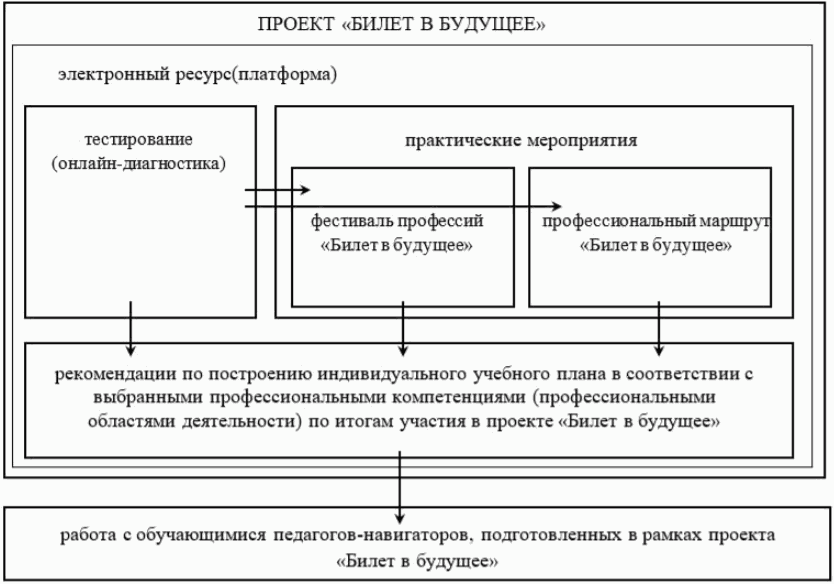 ПРОЕКТ «БИЛЕТ В БУДУЩЕЕ»
электронный ресурс(платформа)
тестирование
(онлайн-диагностика)
практические мероприятия
фестиваль профессий
«Билет в будущее»
профессиональный маршрут
«Билет в будущее»
рекомендации по построению индивидуального учебного плана в соответствии с
выбранными профессиональными компетенциями (профессиональными
областями деятельности) по итогам участия в проекте «Билет в будущее»
работа с обучающимися педагогов-навигаторов, подготовленных в рамках проекта
«Билет в будущее»